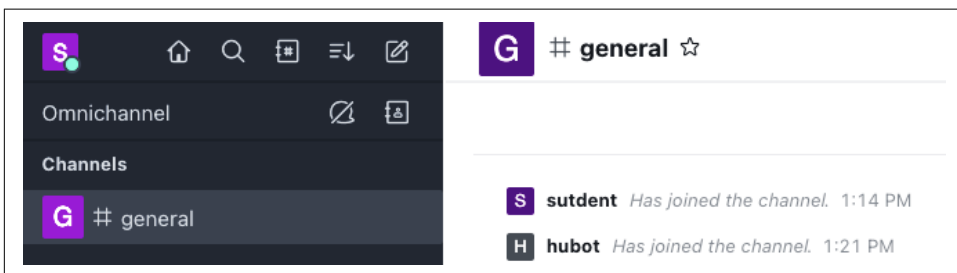 S
Omnichannel
Channels
G # general
G # general
S sutdent Has joined the channel. 1:14 PM
H hubot Has joined the channel. 1:21 PM